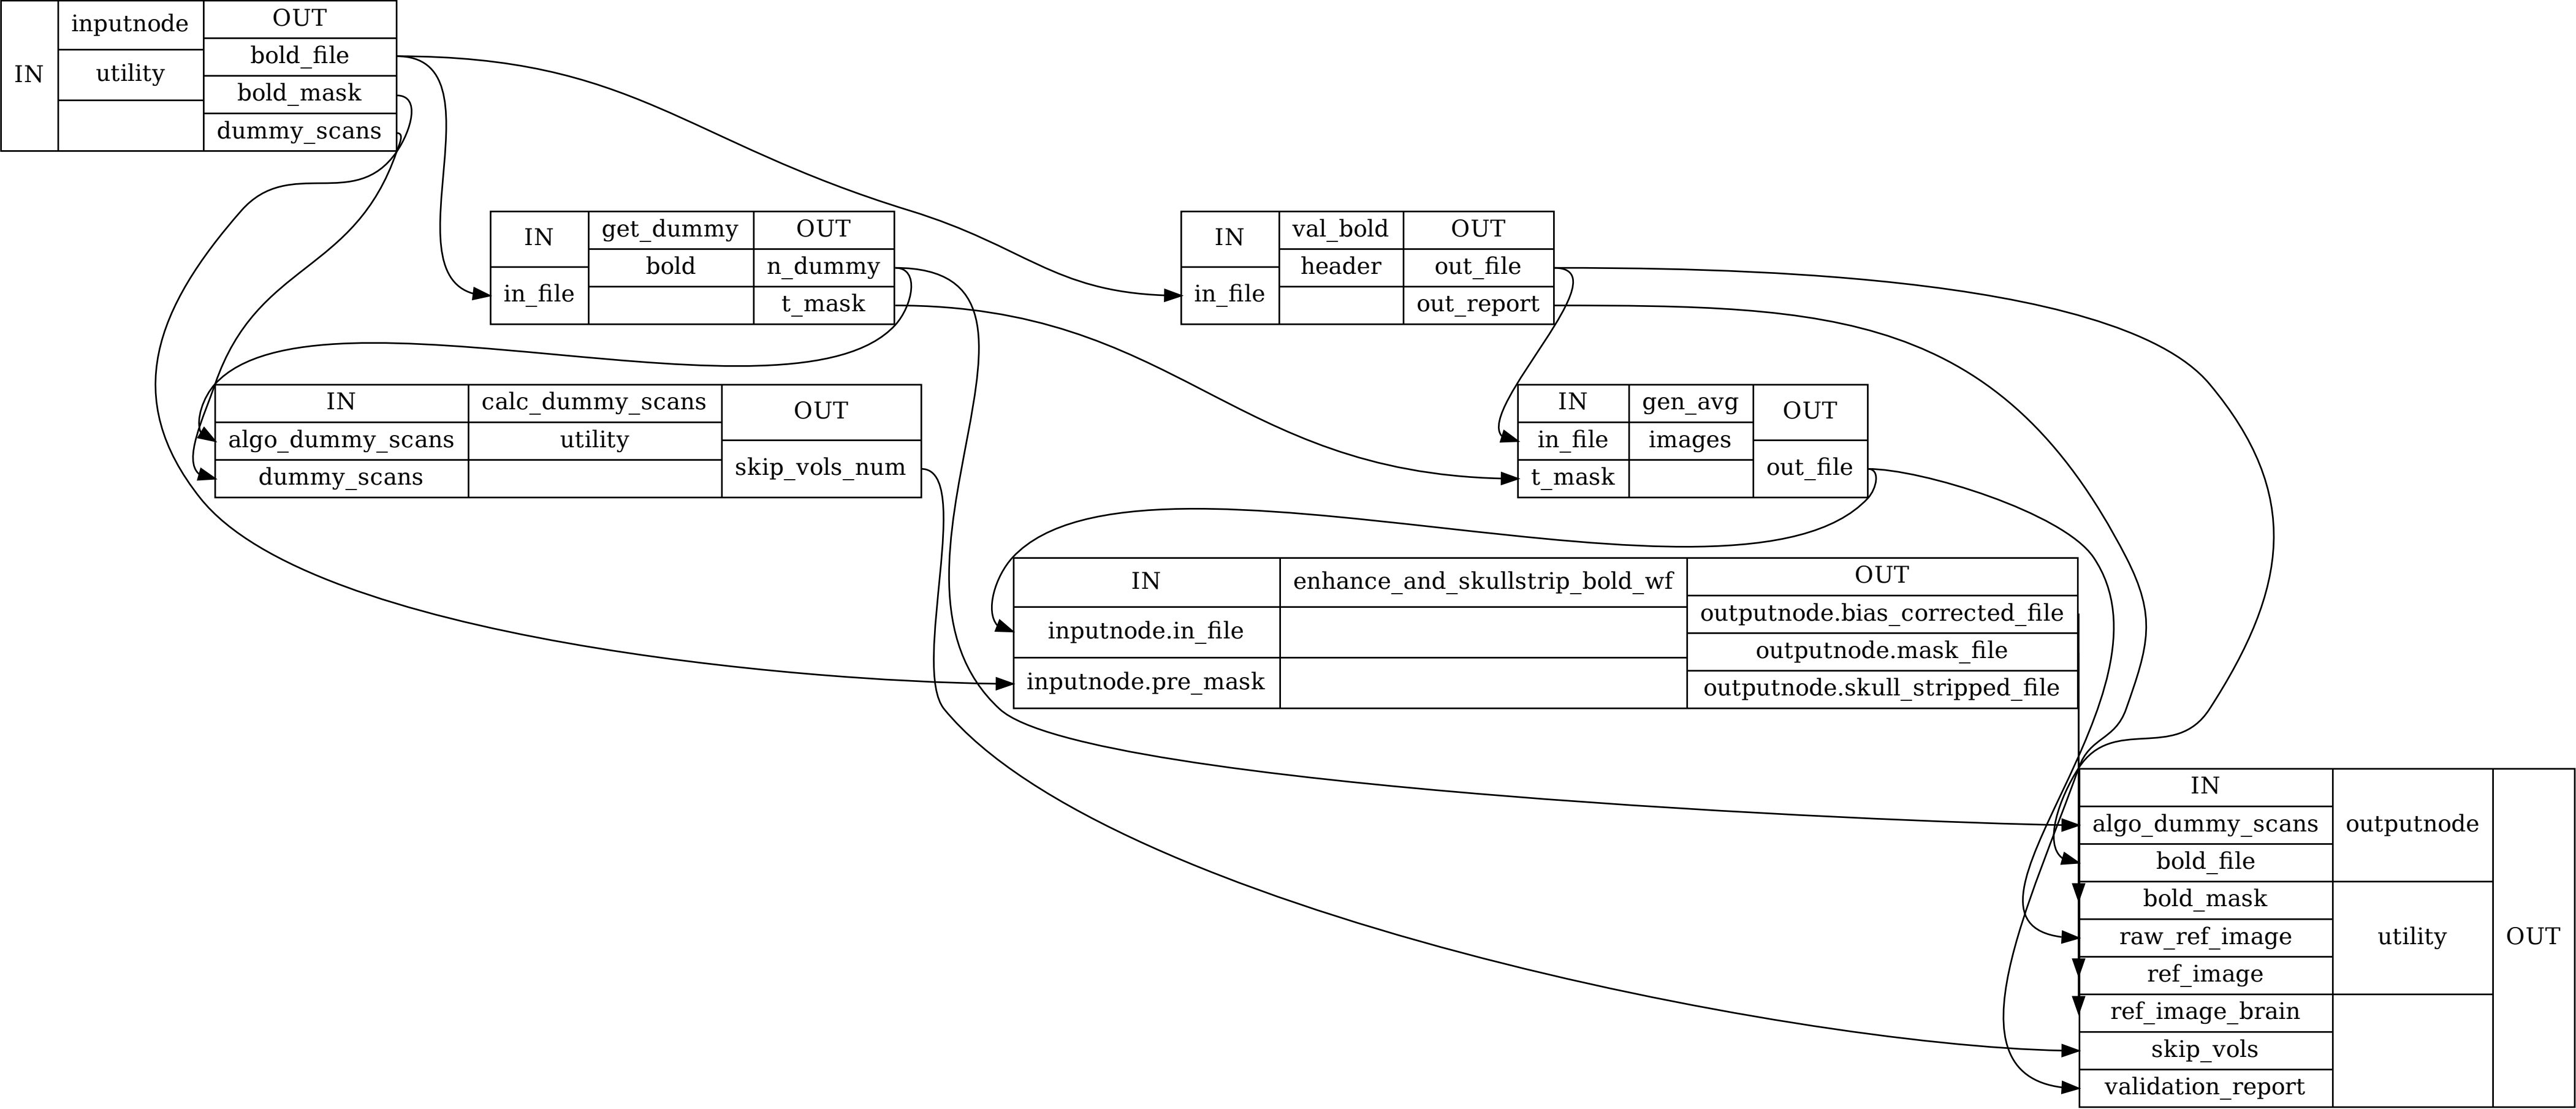 IN
inputnode
utility
OUT
bold_file
bold_mask
dummy_scans
IN
in_file
get_dummy
bold
OUT
n_dummy
t_mask
IN
in_file
val_bold
header
OUT
out_file
out_report
IN
algo_dummy_scans
dummy_scans
calc_dummy_scans
utility
OUT
skip_vols_num
IN
in_file
t_mask
gen_avg
images
OUT
out_file
IN
inputnode.in_file
inputnode.pre_mask
enhance_and_skullstrip_bold_wf
OUT
outputnode.bias_corrected_file
outputnode.mask_file
outputnode.skull_stripped_file
IN
algo_dummy_scans
bold_file
bold_mask
raw_ref_image
ref_image
ref_image_brain
skip_vols
validation_report
outputnode
utility
OUT